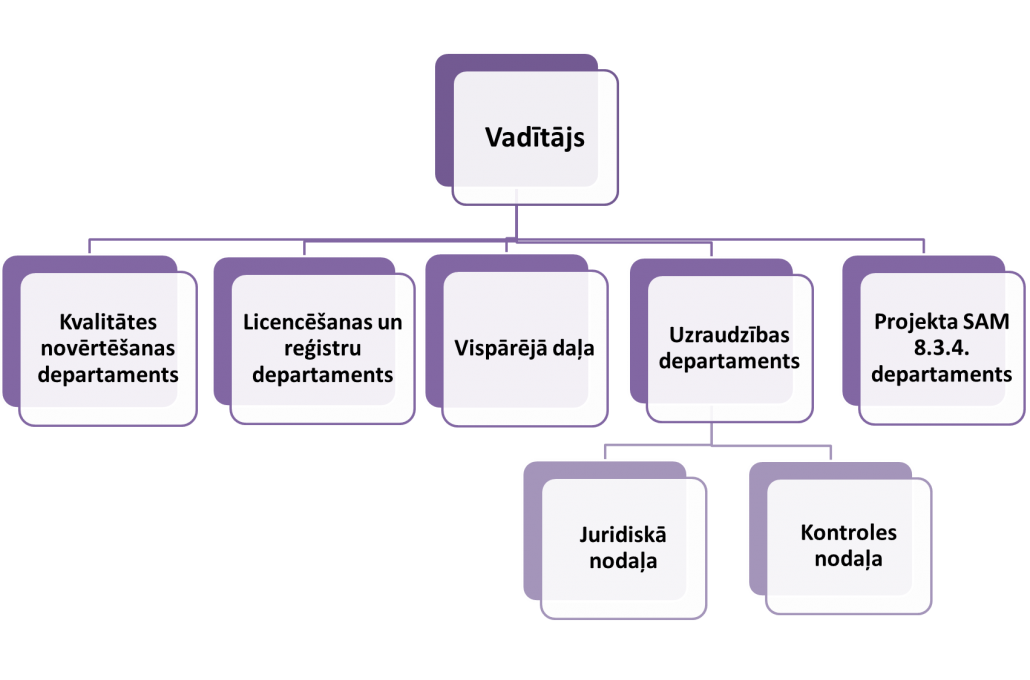 Vadītājs
Kvalitātes
novērtēšanas
departaments
Licencēšanas un
reģistru
departaments
Vispārējā daļa
Uzraudzības
departaments
Projekta SAM
8.3.4.
departaments
Juridiskā
nodaļa
Kontroles
nodaļa